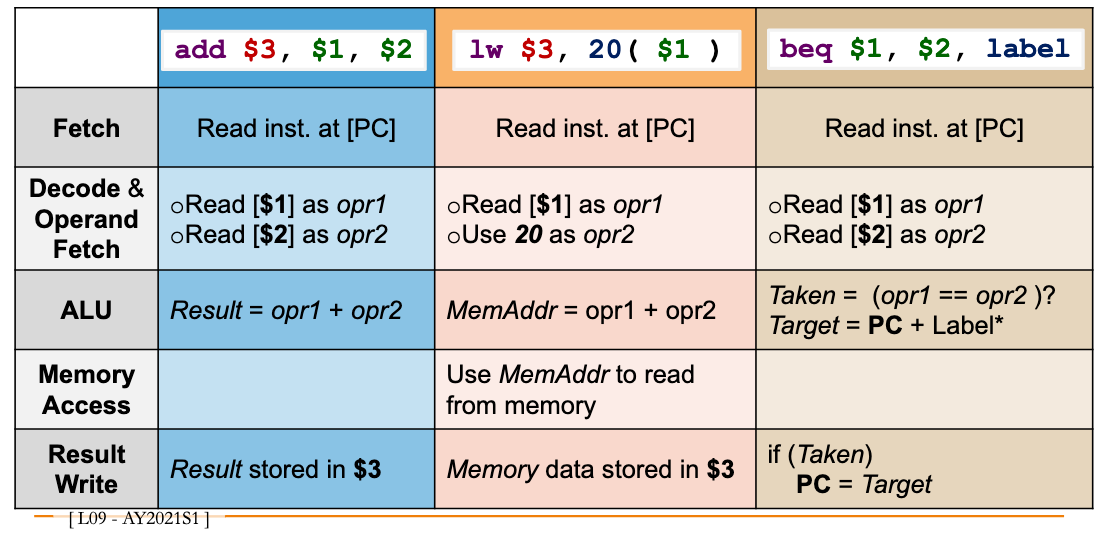 add $3, $1, $2
lw $3, 20( $1 )
beq $1, $2, label
Fetch
Read inst. at [PC]
Read inst. at [PC]
Read inst. at [PC]
Decode &
Operand
Fetch
○Read [$1] as opr1
○Read [$2] as opr2
○Read [$1] as opr1
○Use 20 as opr2
○Read [$1] as opr1
○Read [$2] as opr2
ALU
Result = opr1 + opr2
MemAddr = opr1 + opr2
Taken = (opr1 == opr2 )?
Target = PC + Label*
Memory
Access
Use MemAddr to read
from memory
Result
Write
Result stored in $3
Memory data stored in $3
if (Taken)
PC = Target
[ L09 - AY2021S1 ]